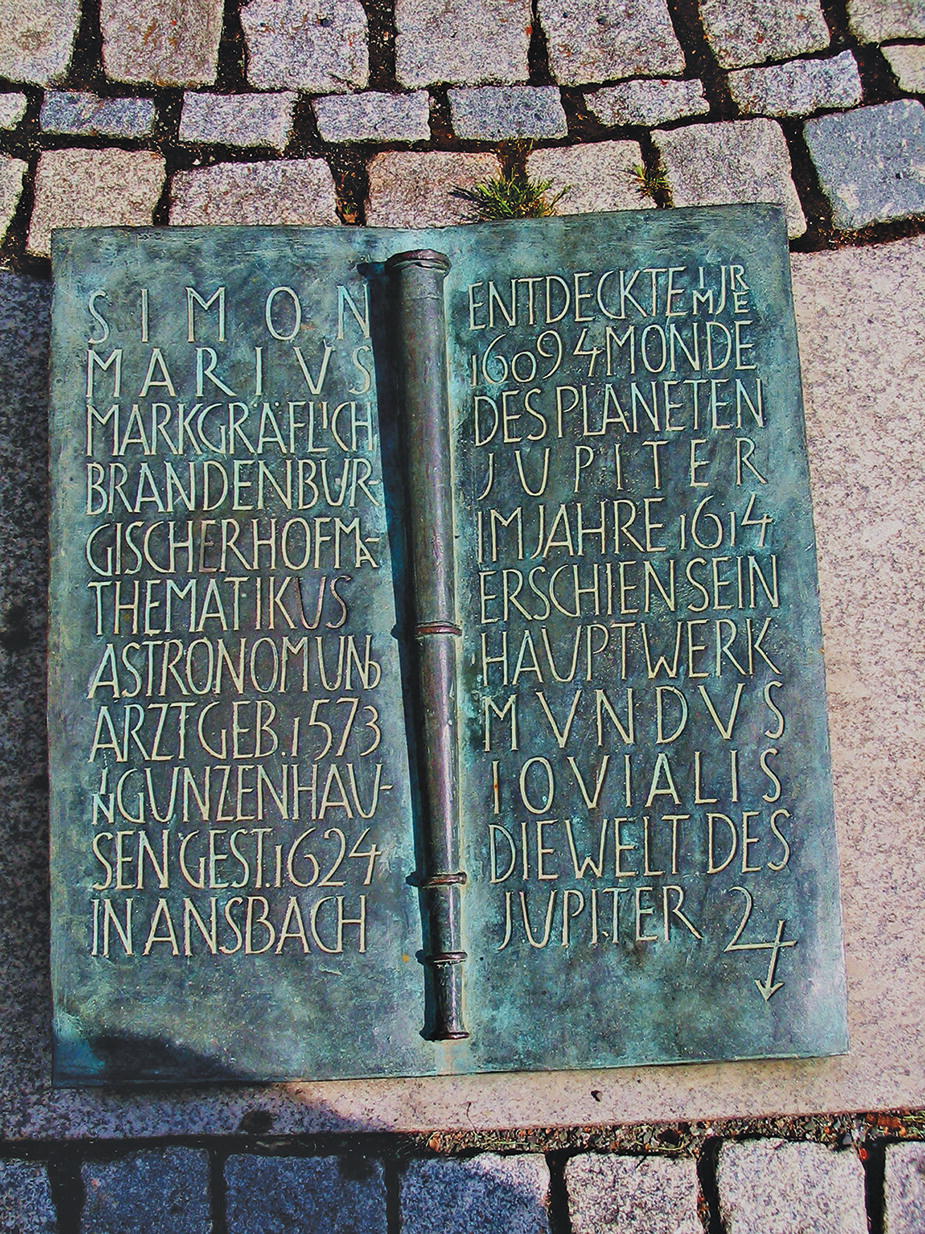 SIMON
MARIUS
MARKGRÄFLICH
BRANDENBUR-
GISCHER HOFMA-
THEMATIKUS
ASTRONOM UND
ARZT GEB. 1573
IN GUNZENHAU-
SEN GEST. 1624
IN ANSBACH
ENTDECKTE IM JRE
1609 4 MONDE
DES PLANETEN
JUPITER
IM JAHRE 1614
ERSCHIEN SEIN
HAUPTWERK
MVNDVS
IOVIALIS
DIE WELT DES
JUPITER ♃